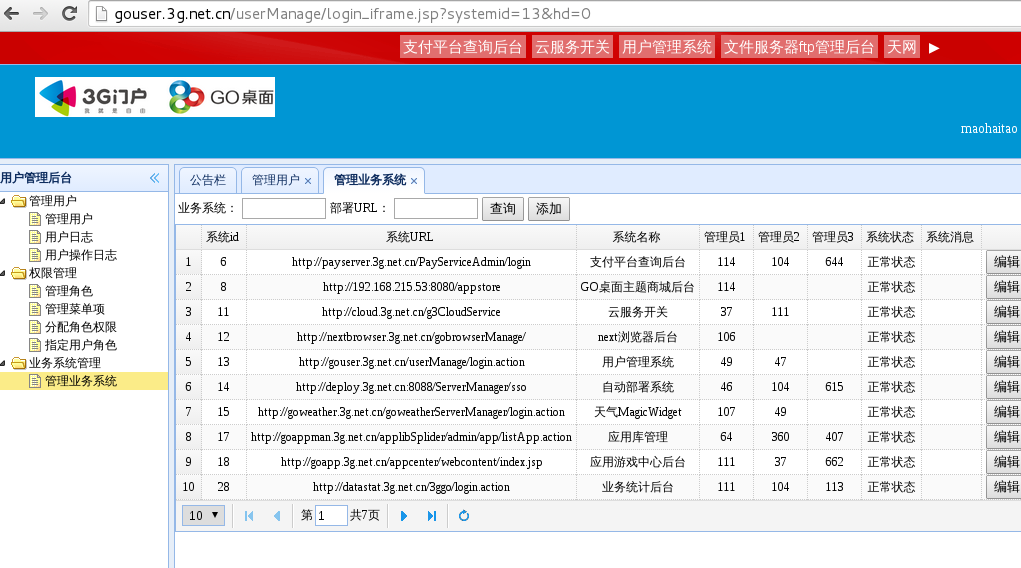 gouser.3g.net.cn/userManage/login_iframe.jsp?systemid=13&hd=0
支付平台查询后台 云服务开关 用户管理系统 文件服务器ftp管理后台 天网 ▶
3G门户 GO桌面
我就是自由
maohaitao
用户管理后台
管理用户
管理用户
用户日志
用户操作日志
权限管理
管理角色
管理菜单项
分配角色权限
指定用户角色
业务系统管理
管理业务系统
公告栏 管理用户 × 管理业务系统 ×
业务系统： 部署URL： 查询 添加
系统id 系统URL 系统名称 管理员1 管理员2 管理员3 系统状态 系统消息
1 6 http://payserver.3g.net.cn/PayServiceAdmin/login 支付平台查询后台 114 104 644 正常状态 编辑
2 8 http://192.168.215.53:8080/appstore GO桌面主题商城后台 114 正常状态 编辑
3 11 http://cloud.3g.net.cn/g3CloudService 云服务开关 37 111 正常状态 编辑
4 12 http://nextbrowser.3g.net.cn/gobrowserManage/ next浏览器后台 106 正常状态 编辑
5 13 http://gouser.3g.net.cn/userManage/login.action 用户管理系统 49 47 正常状态 编辑
6 14 http://deploy.3g.net.cn:8088/ServerManager/sso 自动部署系统 46 104 615 正常状态 编辑
7 15 http://goweather.3g.net.cn/goweatherServerManager/login.action 天气MagicWidget 107 49 正常状态 编辑
8 17 http://goappman.3g.net.cn/applibSplider/admin/app/listApp.action 应用库管理 64 360 407 正常状态 编辑
9 18 http://goapp.3g.net.cn/appcenter/webcontent/index.jsp 应用游戏中心后台 111 37 662 正常状态 编辑
10 28 http://datastat.3g.net.cn/3ggo/login.action 业务统计后台 111 104 113 正常状态 编辑
10 第 1 共7页